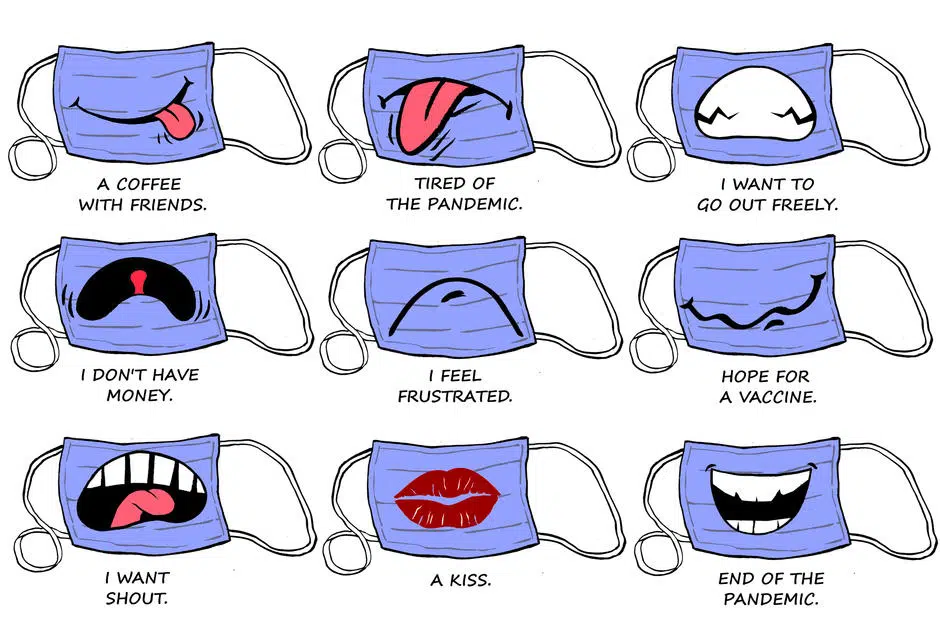 A COFFEE
WITH FRIENDS.
TIRED OF
THE PANDEMIC.
I WANT TO
GO OUT FREELY.
I DON'T HAVE
MONEY.
I FEEL
FRUSTRATED.
HOPE FOR
A VACCINE.
I WANT
SHOUT.
A KISS.
END OF THE
PANDEMIC.